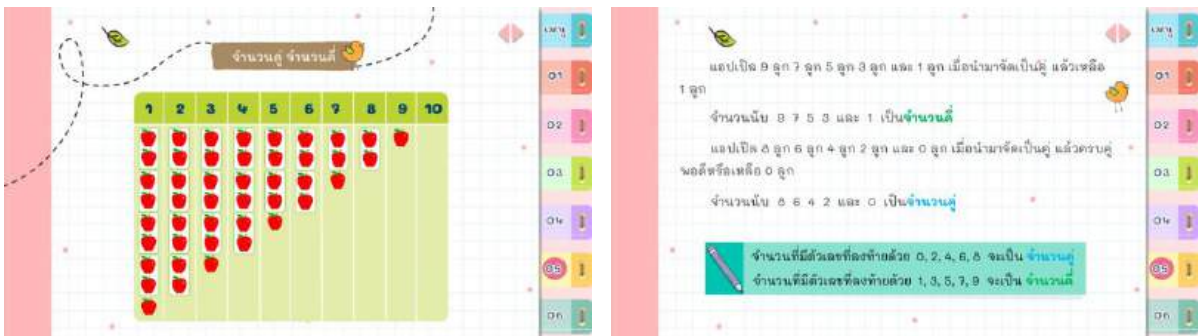 เมนู
จำนวนคู่ จำนวนคี่
01
1 2 3 4 5 6 7 8 9 10
02
03
04
05
06
เมนู
แอปเปิล 9 ลูก 7 ลูก 5 ลูก 3 ลูก และ 1 ลูก เมื่อนำมาจัดเป็นคู่ แล้วเหลือ
1 ลูก
01
จำนวนนับ 9 7 5 3 และ 1 เป็นจำนวนคี่
02
แอปเปิล 8 ลูก 6 ลูก 4 ลูก 2 ลูก และ 0 ลูก เมื่อนำมาจัดเป็นคู่ แล้วครบคู่
พอดีหรือเหลือ 0 ลูก
03
จำนวนนับ 8 6 4 2 และ 0 เป็นจำนวนคู่
04
จำนวนที่มีตัวเลขที่ลงท้ายด้วย 0, 2, 4, 6, 8 จะเป็น จำนวนคู่
05
จำนวนที่มีตัวเลขที่ลงท้ายด้วย 1, 3, 5, 7, 9 จะเป็น จำนวนคี่
06